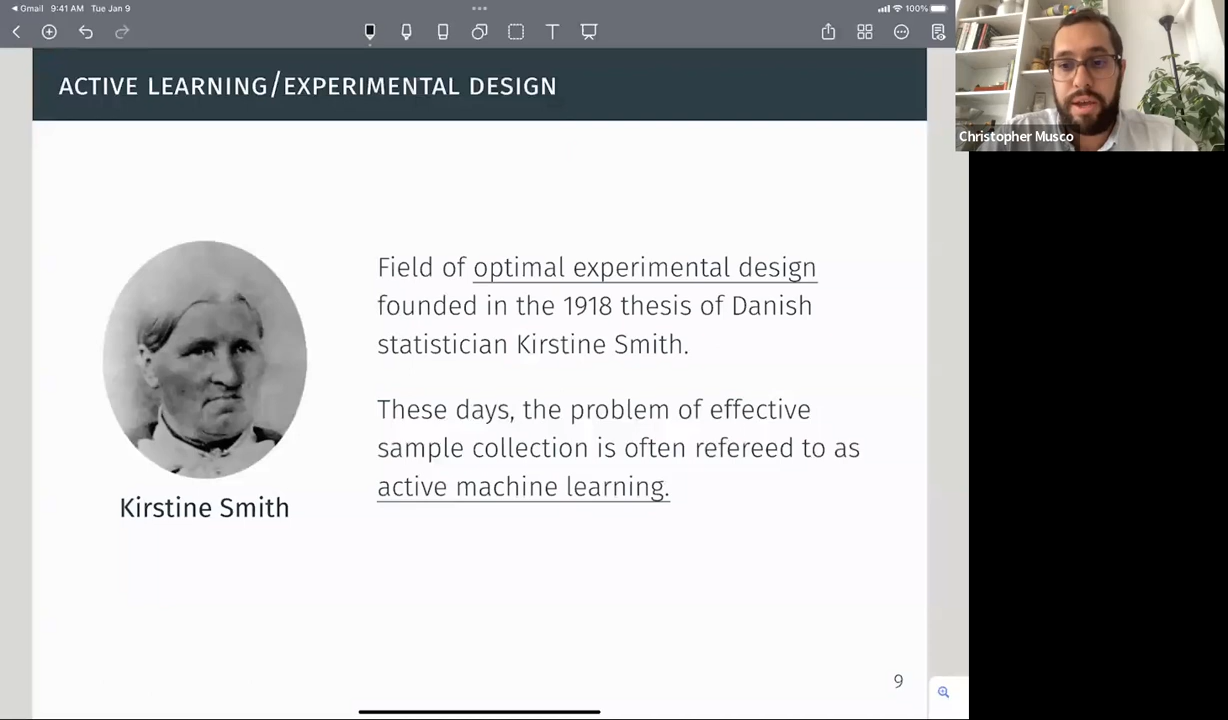 Gmail 9:41 AM Tue Jan 9
100%
ACTIVE LEARNING/EXPERIMENTAL DESIGN
Christopher Musco
Field of optimal experimental design
founded in the 1918 thesis of Danish
statistician Kirstine Smith.
These days, the problem of effective
sample collection is often refereed to as
active machine learning.
Kirstine Smith
9